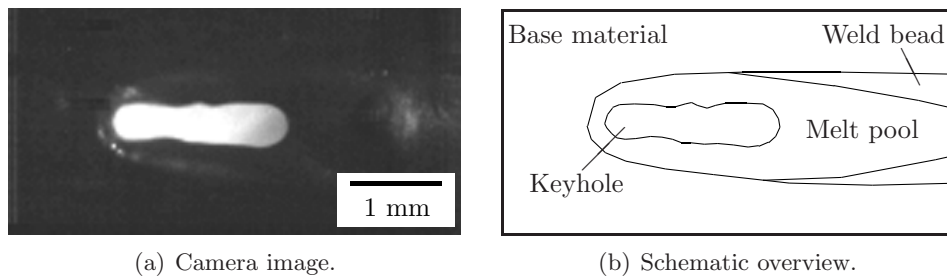 1 mm
(a) Camera image.
Base material
Weld bead
Melt pool
Keyhole
(b) Schematic overview.